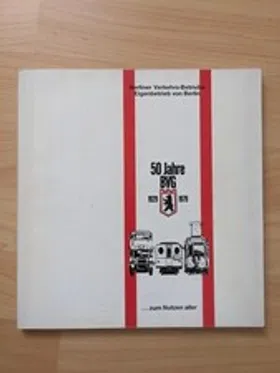 Berliner Verkehrs-Betriebe
Eigenbetrieb von Berlin
50 Jahre
BVG
1929 1979
...zum Nutzen aller